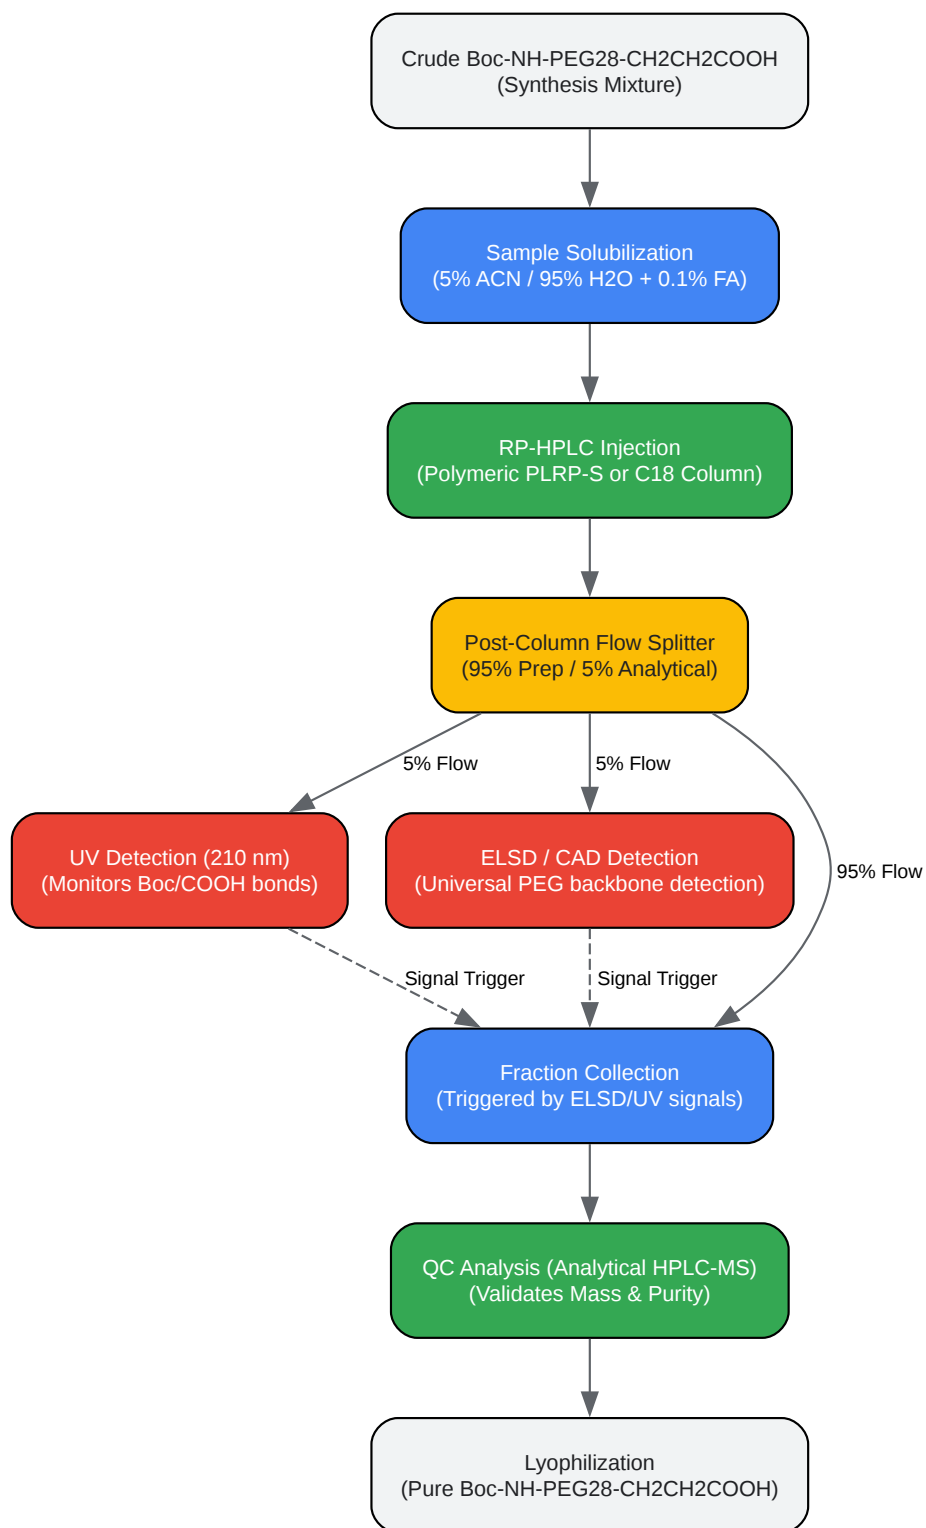 Crude Boc-NH-PEG28-CH2CH2COOH
(Synthesis Mixture)
Sample Solubilization
(5% ACN / 95% H2O + 0.1% FA)
RP-HPLC Injection
(Polymeric PLRP-S or C18 Column)
Post-Column Flow Splitter
(95% Prep / 5% Analytical)
5% Flow
5% Flow
UV Detection (210 nm)
(Monitors Boc/COOH bonds)
ELSD / CAD Detection
(Universal PEG backbone detection)
95% Flow
Signal Trigger
Signal Trigger
Fraction Collection
(Triggered by ELSD/UV signals)
QC Analysis (Analytical HPLC-MS)
(Validates Mass & Purity)
Lyophilization
(Pure Boc-NH-PEG28-CH2CH2COOH)